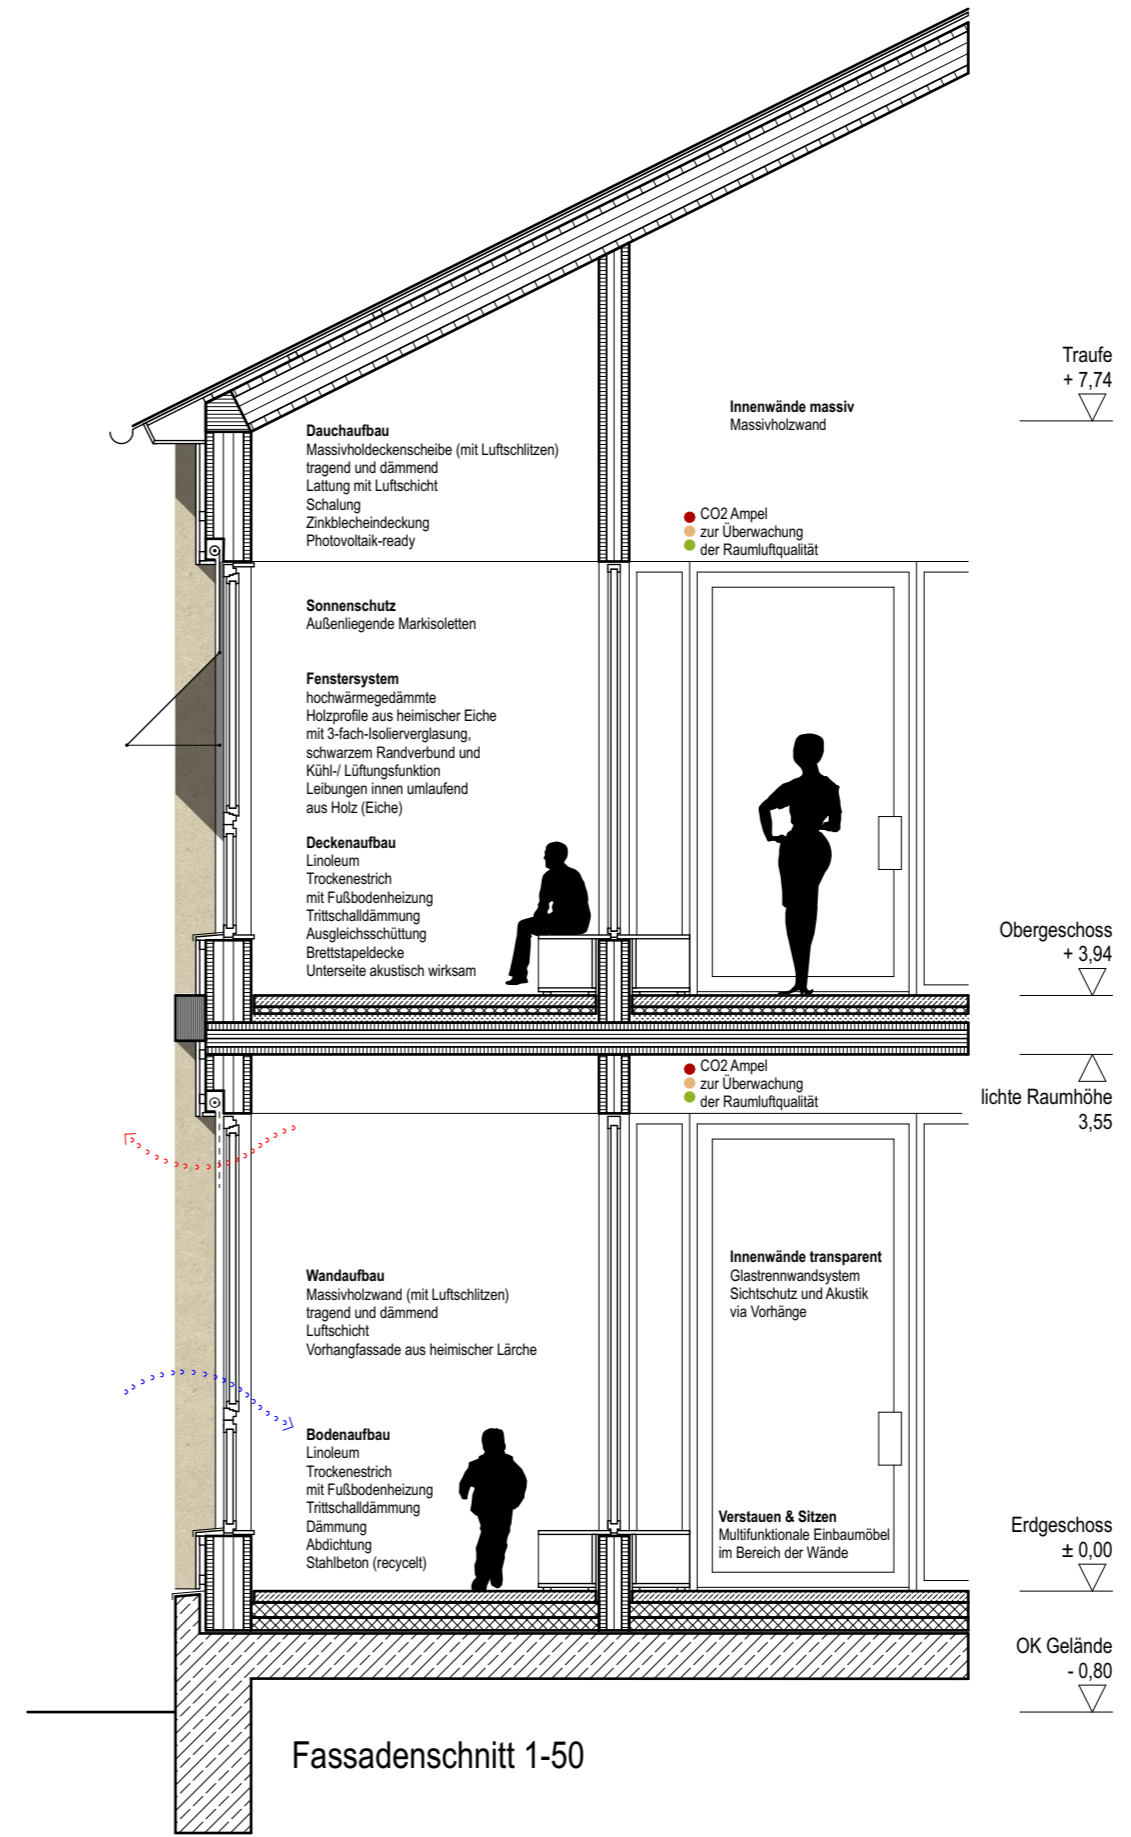 Traufe
+ 7,74
Innenwände massiv
Massivholzwand
Dauchaufbau
Massivholdeckenscheibe (mit Luftschlitzen)
tragend und dämmend
Lattung mit Luftschicht
Schalung
Zinkblecheindeckung
Photovoltaik-ready
CO2 Ampel
zur Überwachung
der Raumluftqualität
Sonnenschutz
Außenliegende Markisoletten
Fenstersystem
hochwärmegedämmte
Holzprofile aus heimischer Eiche
mit 3-fach-Isolierverglasung,
schwarzem Randverbund und
Kühl-/ Lüftungsfunktion
Leibungen innen umlaufend
aus Holz (Eiche)
Deckenaufbau
Linoleum
Trockenestrich
mit Fußbodenheizung
Trittschalldämmung
Ausgleichsschüttung
Brettstapeldecke
Unterseite akustisch wirksam
Obergeschoss
+ 3,94
CO2 Ampel
zur Überwachung
der Raumluftqualität
lichte Raumhöhe
3,55
Wandaufbau
Massivholzwand (mit Luftschlitzen)
tragend und dämmend
Luftschicht
Vorhangfassade aus heimischer Lärche
Innenwände transparent
Glastrennwandsystem
Sichtschutz und Akustik
via Vorhänge
Bodenaufbau
Linoleum
Trockenestrich
mit Fußbodenheizung
Trittschalldämmung
Dämmung
Abdichtung
Stahlbeton (recycelt)
Verstauen & Sitzen
Multifunktionale Einbaumöbel
im Bereich der Wände
Erdgeschoss
± 0,00
OK Gelände
- 0,80
Fassadenschnitt 1-50